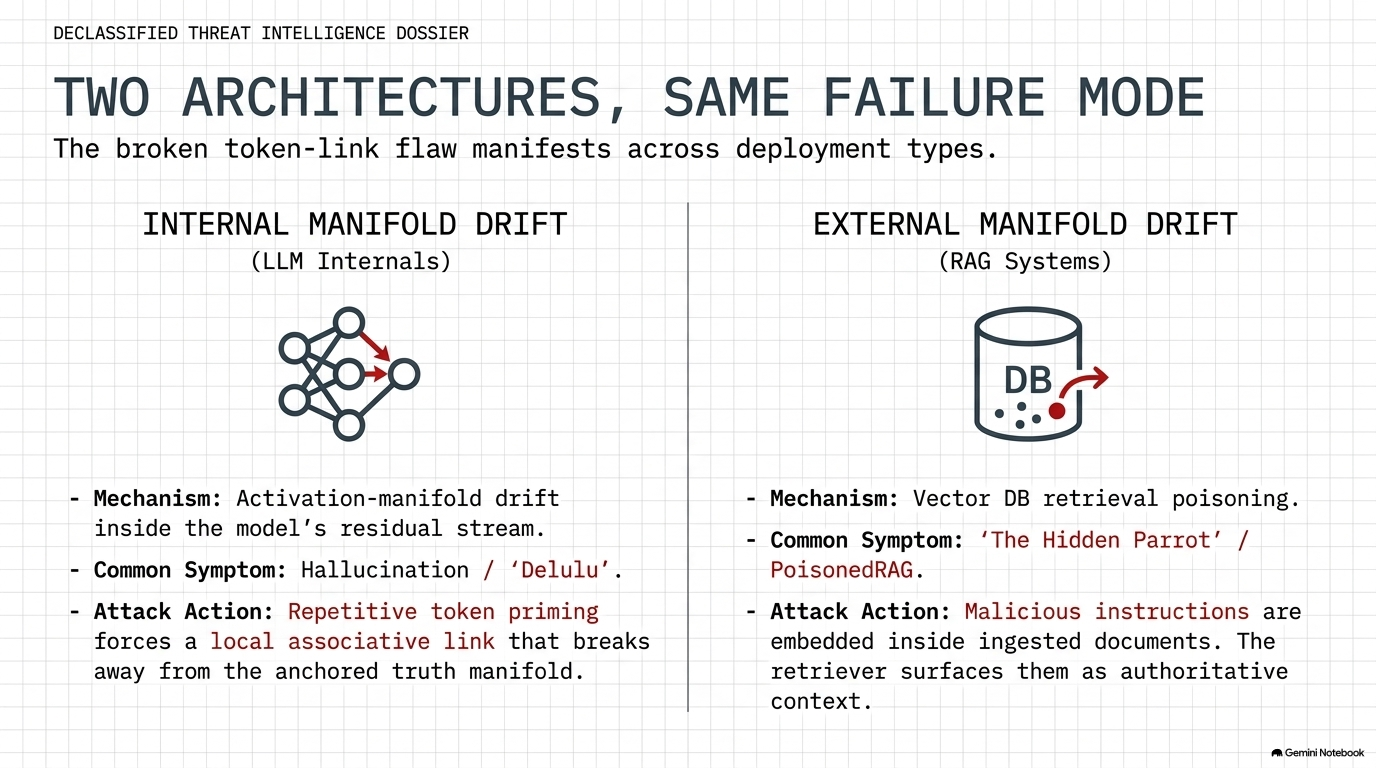 DECLASSIFIED THREAT INTELLIGENCE DOSSIER
TWO ARCHITECTURES, SAME FAILURE MODE
The broken token-link flaw manifests across deployment types.
INTERNAL MANIFOLD DRIFT
(LLM Internals)
- Mechanism: Activation-manifold drift
inside the model’s residual stream.
- Common Symptom: Hallucination / ‘Delulu’.
- Attack Action: Repetitive token priming
forces a local associative link that breaks
away from the anchored truth manifold.
EXTERNAL MANIFOLD DRIFT
(RAG Systems)
DB
- Mechanism: Vector DB retrieval poisoning.
- Common Symptom: ‘The Hidden Parrot’ /
PoisonedRAG.
- Attack Action: Malicious instructions are
embedded inside ingested documents. The
retriever surfaces them as authoritative
context.
Gemini Notebook